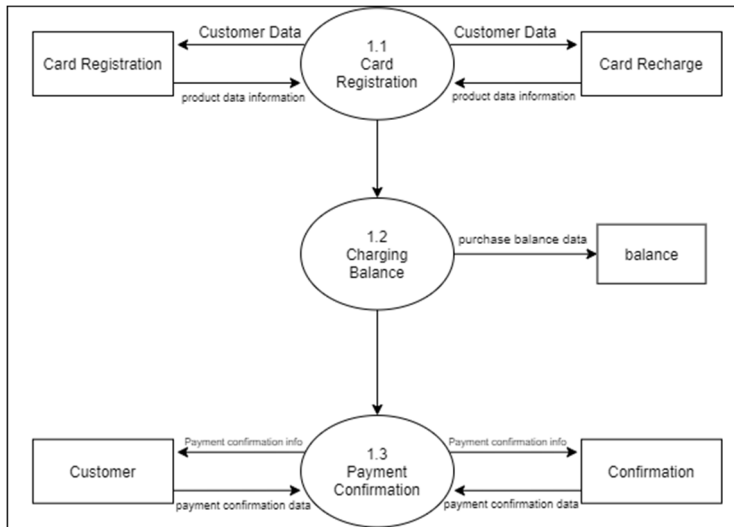 Customer Data
Customer Data
1.1
Card
Registration
Card Registration
Card Recharge
product data information
product data information
1.2
Charging
Balance
purchase balance data
balance
Payment confirmation info
Payment confirmation info
1.3
Payment
Confirmation
Customer
Confirmation
payment confirmation data
payment confirmation data